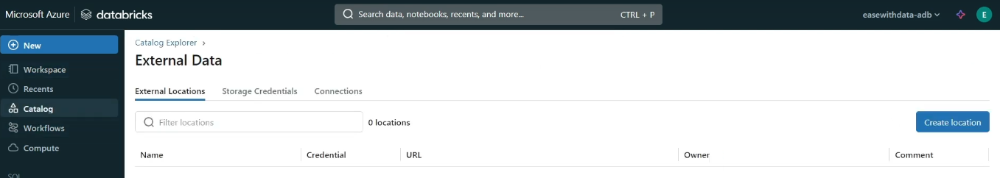 Microsoft Azure databricks Search data, notebooks, recents, and more... CTRL + P easewithdata-adb E
New
Workspace
Recents
Catalog
Workflows
Compute
SQL
Catalog Explorer >
External Data
External Locations Storage Credentials Connections
Filter locations 0 locations Create location
Name Credential URL Owner Comment